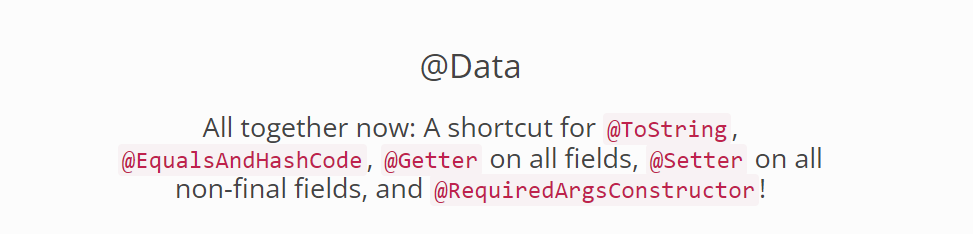 @Data
All together now: A shortcut for @ToString,
@EqualsAndHashCode, @Getter on all fields, @Setter on all
non-final fields, and @RequiredArgsConstructor!